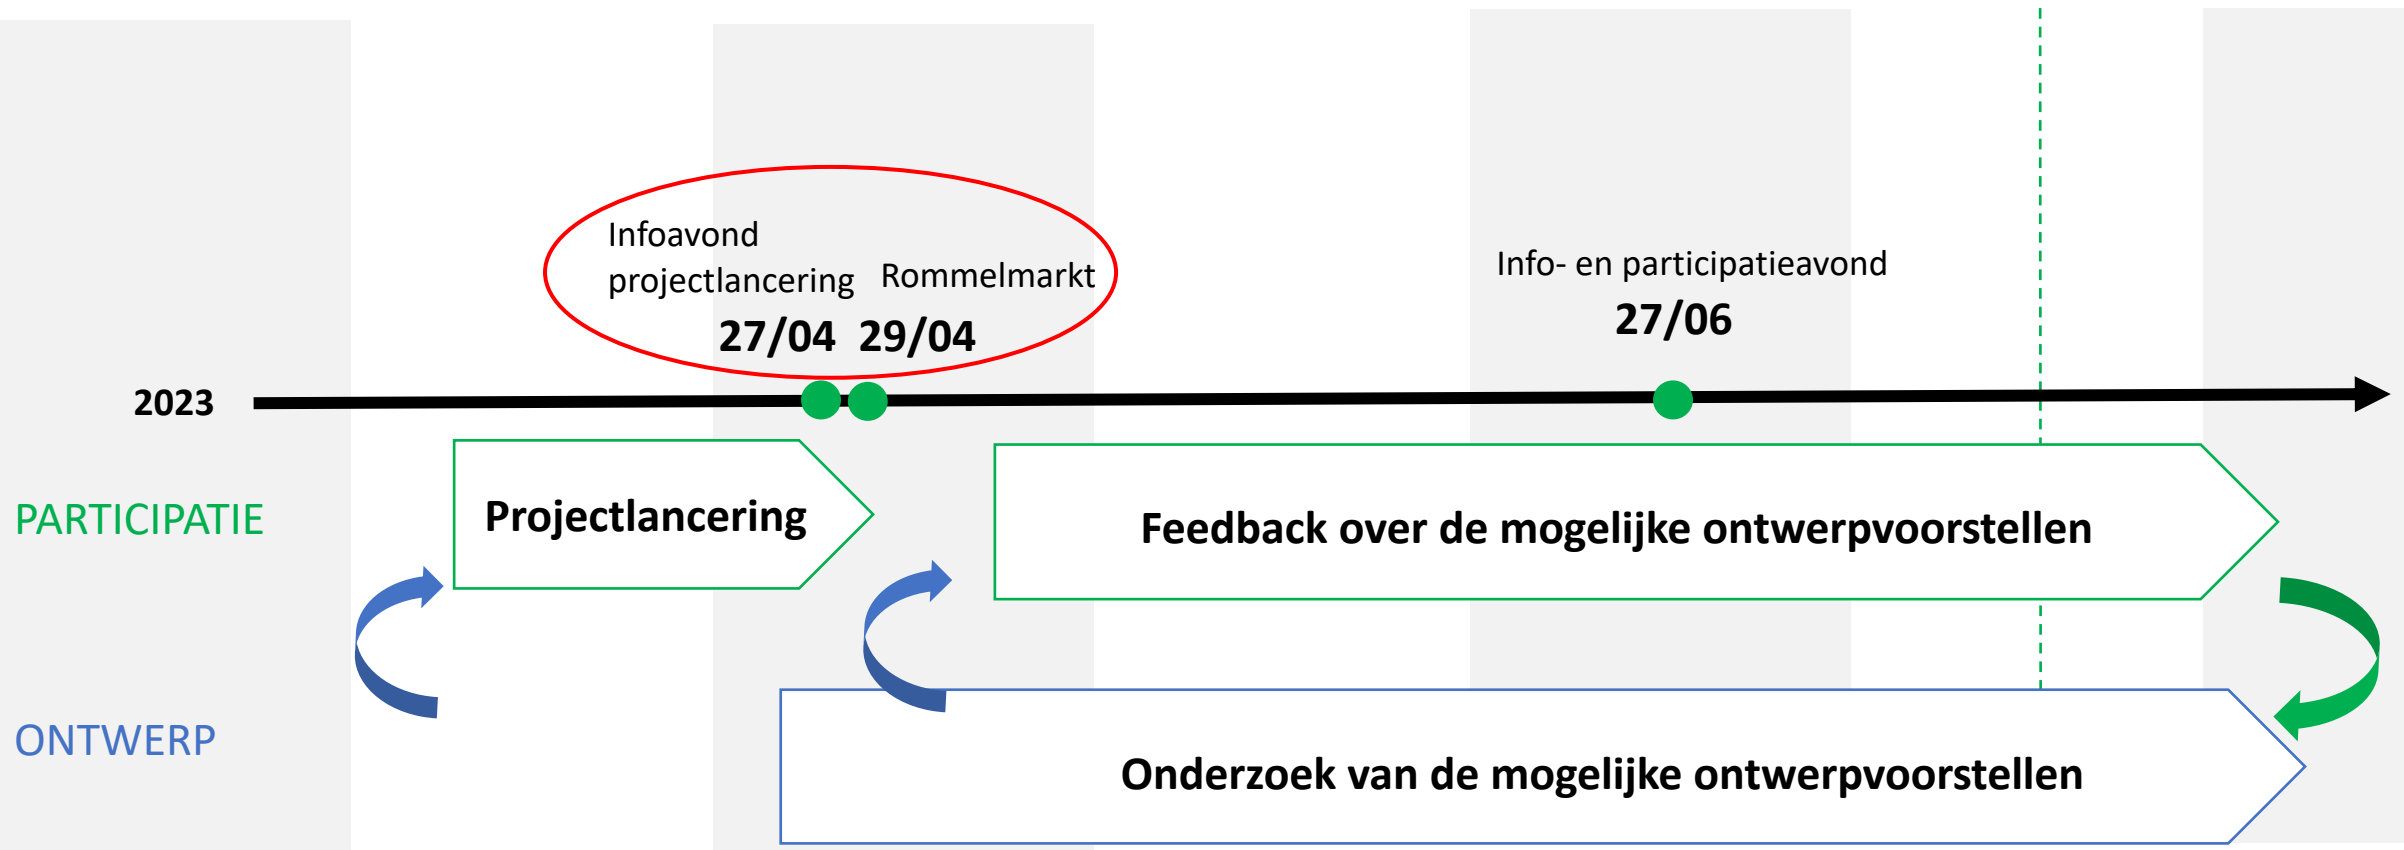 Infoavond
projectlancering
Rommelmarkt
27/04 29/04
Info- en participatieavond
27/06
2023
PARTICIPATIE
Projectlancering
Feedback over de mogelijke ontwerpvoorstellen
ONTWERP
Onderzoek van de mogelijke ontwerpvoorstellen